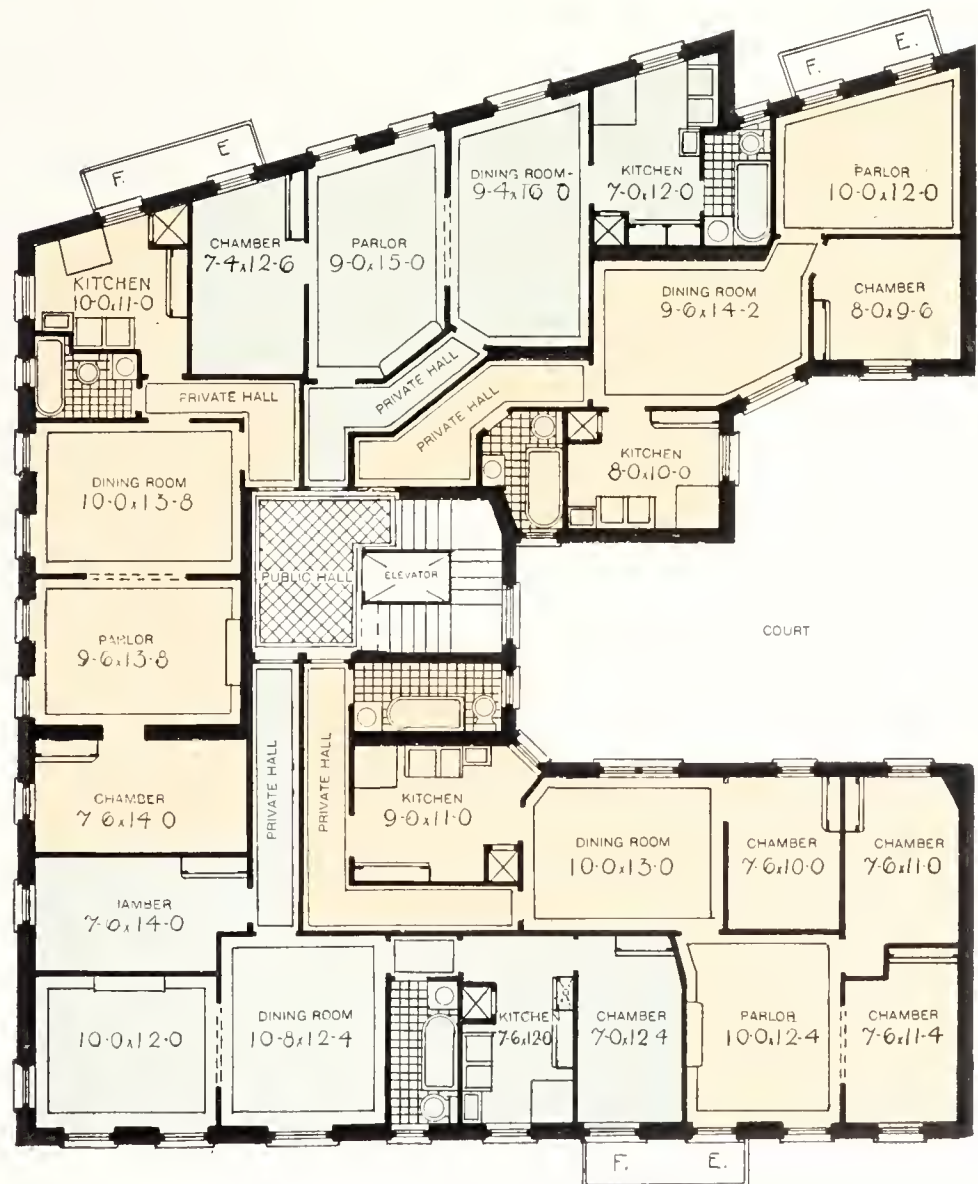 F. E.
F. E
DINING ROOM
9-4x16-0
KITCHEN
7-0x12-0
PARLOR
10-0x12-0
CHAMBER
7-4x12-6
PARLOR
9-0x15-0
KITCHEN
10-0x11-0
DINING ROOM
9-6x14-2
CHAMBER
8-0x9-6
PRIVATE HALL
PRIVATE HALL
PRIVATE HALL
KITCHEN
8-0x10-0
DINING ROOM
10-0x13-8
PUBLIC HALL
ELEVATOR
COURT
PARLOR
9-6x13-8
PRIVATE HALL
PRIVATE HALL
CHAMBER
7-6x14-0
KITCHEN
9-0x11-0
DINING ROOM
10-0x13-0
CHAMBER
7-6x10-0
CHAMBER
7-6x11-0
HAMBER
7-6x14-0
10-0x12-0
DINING ROOM
10-8x12-4
KITCHEN
7-6x12-0
CHAMBER
7-0x12-4
PARLOR
10-0x12-4
CHAMBER
7-6x11-4
F. E.